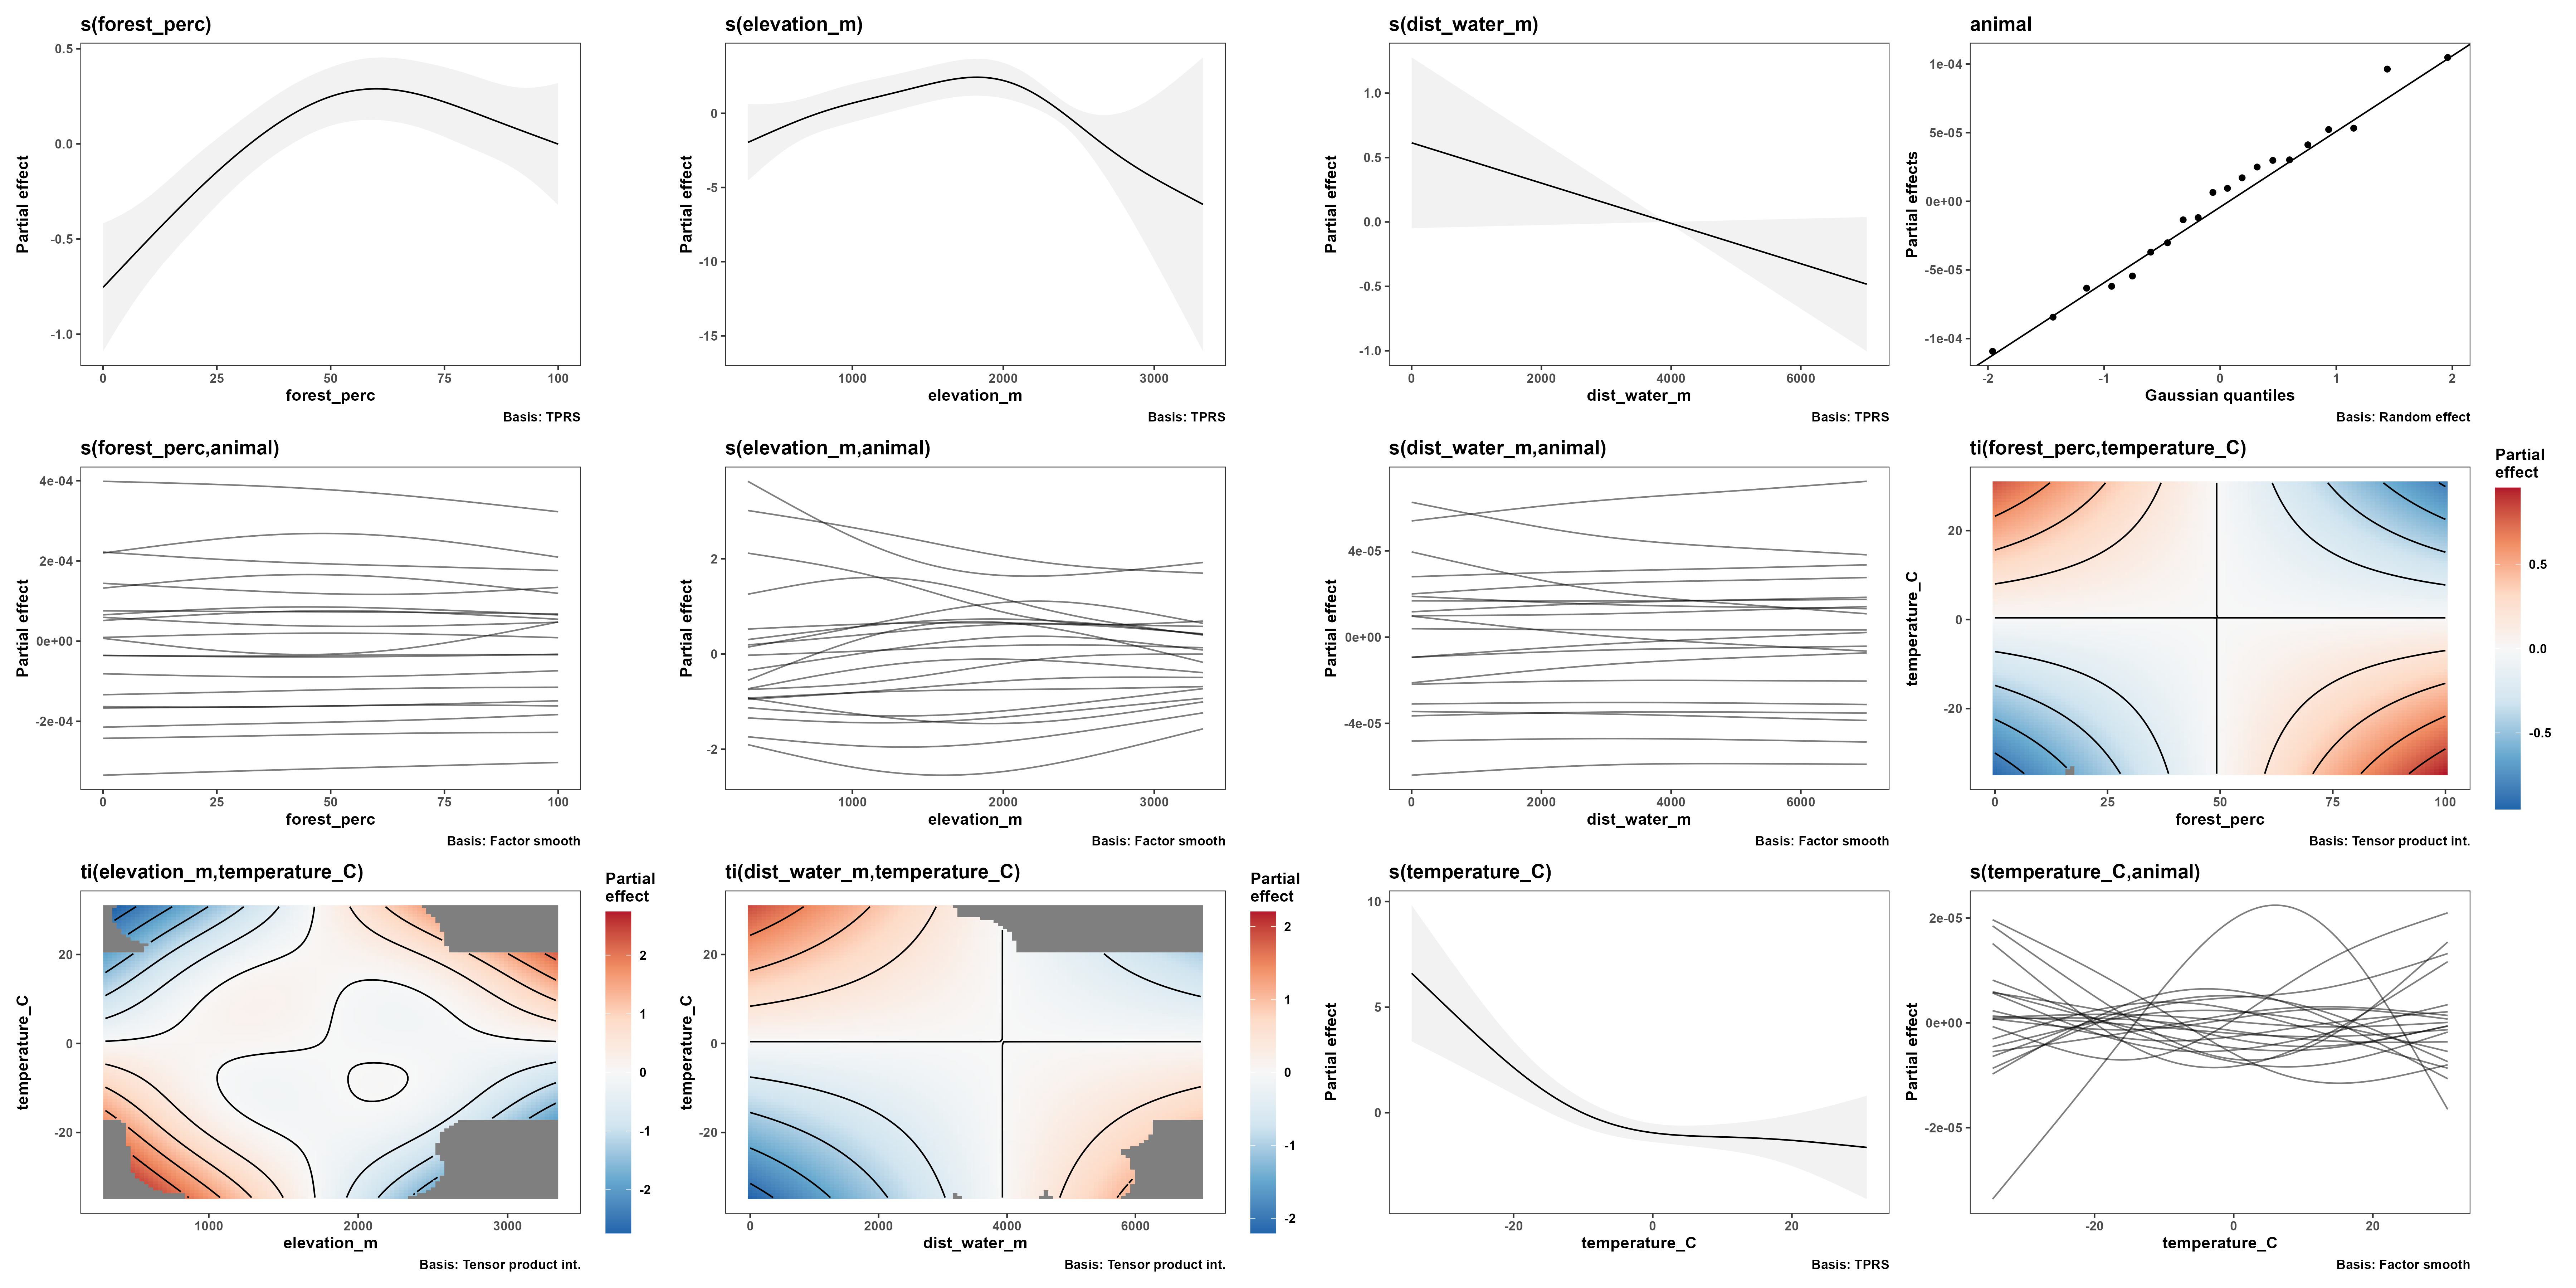 s(forest_perc)
Partial effect
0.5
0.0
-0.5
-1.0
0
25
50
75
100
forest_perc
Basis: TPRS
s(elevation_m)
Partial effect
0
-5
-10
-15
1000
2000
3000
elevation_m
Basis: TPRS
s(dist_water_m)
Partial effect
1.0
0.5
0.0
-0.5
-1.0
0
2000
4000
6000
dist_water_m
Basis: TPRS
animal
Partial effects
1e-04
5e-05
0e+00
-5e-05
-1e-04
-2
-1
0
1
2
Gaussian quantiles
Basis: Random effect
s(forest_perc,animal)
Partial effect
4e-04
2e-04
0e+00
-2e-04
0
25
50
75
100
forest_perc
Basis: Factor smooth
s(elevation_m,animal)
Partial effect
2
0
-2
1000
2000
3000
elevation_m
Basis: Factor smooth
s(dist_water_m,animal)
Partial effect
4e-05
0e+00
-4e-05
0
2000
4000
6000
dist_water_m
Basis: Factor smooth
ti(forest_perc,temperature_C)
temperature_C
20
0
-20
0
25
50
75
100
forest_perc
Basis: Tensor product int.
Partial
effect
0.5
0.0
-0.5
ti(elevation_m,temperature_C)
temperature_C
20
0
-20
1000
2000
3000
elevation_m
Basis: Tensor product int.
Partial
effect
2
1
0
-1
-2
ti(dist_water_m,temperature_C)
temperature_C
20
0
-20
0
2000
4000
6000
dist_water_m
Basis: Tensor product int.
Partial
effect
2
1
0
-1
-2
s(temperature_C)
Partial effect
10
5
0
-20
0
20
temperature_C
Basis: TPRS
s(temperature_C,animal)
Partial effect
2e-05
0e+00
-2e-05
-20
0
20
temperature_C
Basis: Factor smooth